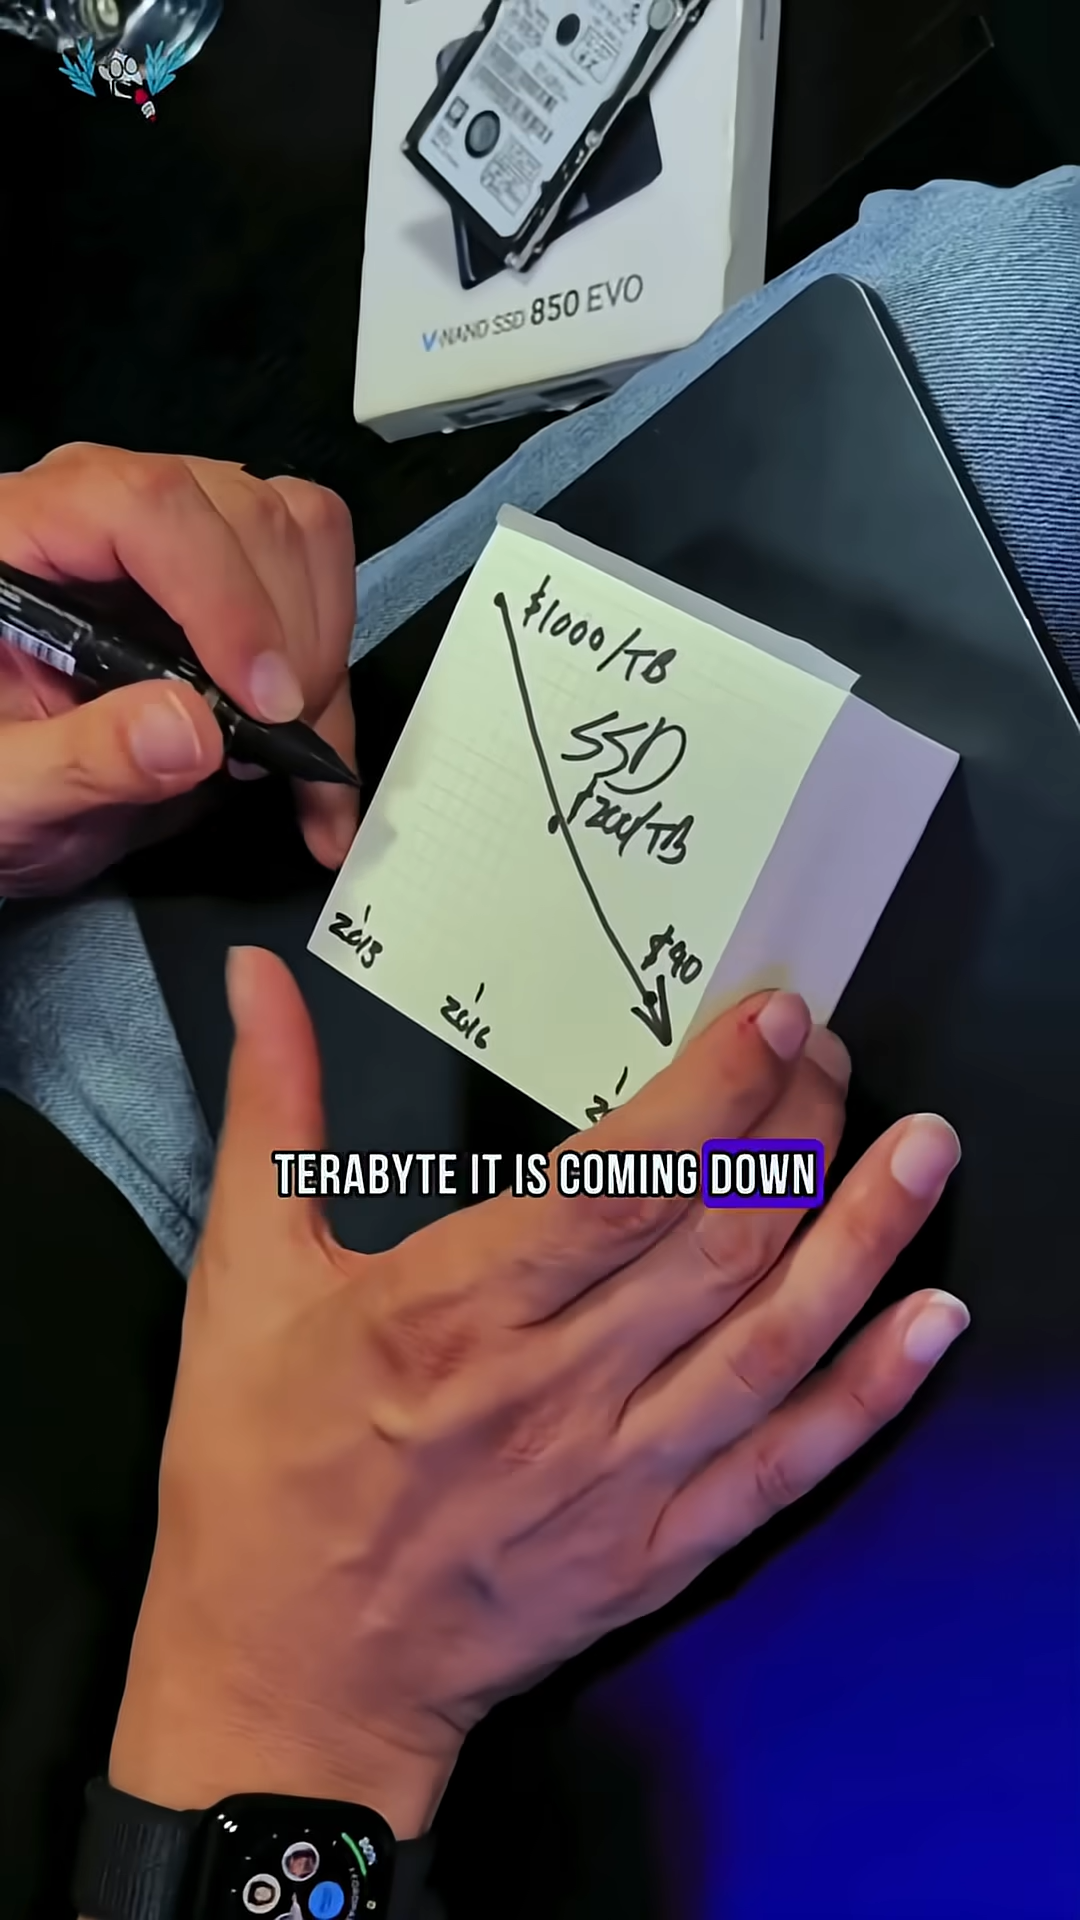 V-NAND SSD 850 EVO
$1000/TB
SSD
$200/TB
$90
2013
2016
TERABYTE IT IS COMING DOWN